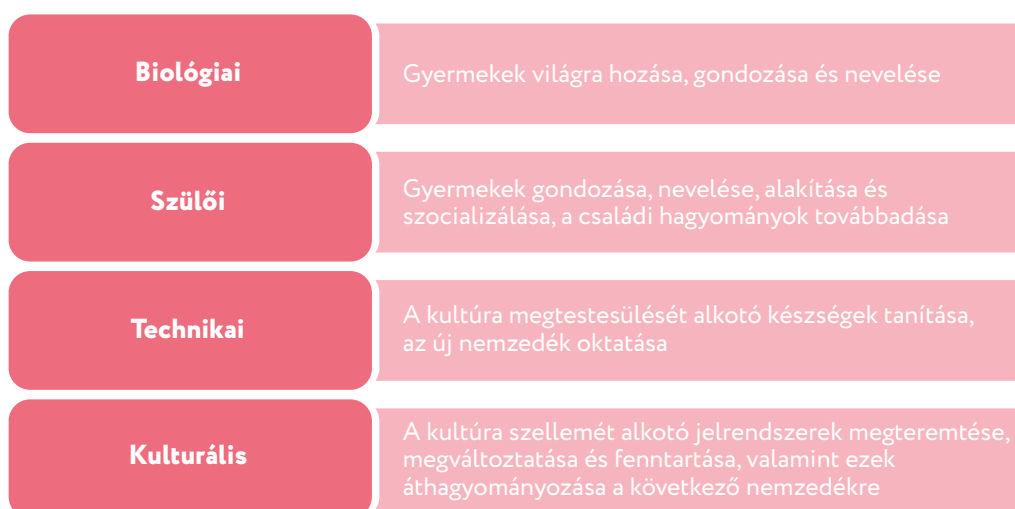 Biológiai
Gyermekek világra hozása, gondozása és nevelése
Szülői
Gyermekek gondozása, nevelése, alakítása és
szocializálása, a családi hagyományok továbbadása
Technikai
A kultúra megtestesülését alkotó készségek tanítása,
az új nemzedék oktatása
Kulturális
A kultúra szellemét alkotó jelrendszerek megteremtése,
megváltoztatása és fenntartása, valamint ezek
áthagyományozása a következő nemzedékre